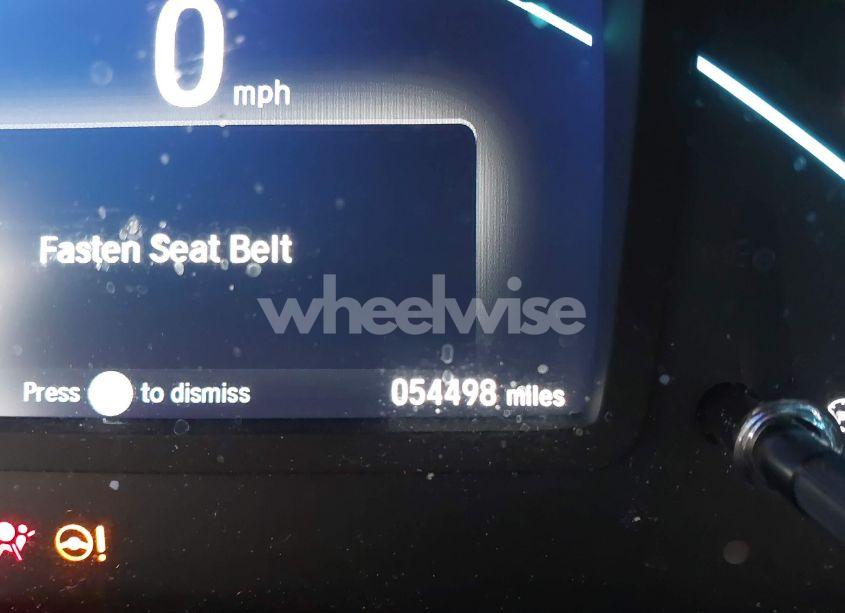 0 mph
Fasten Seat Belt
wheelwise
Press to dismiss 054498 miles